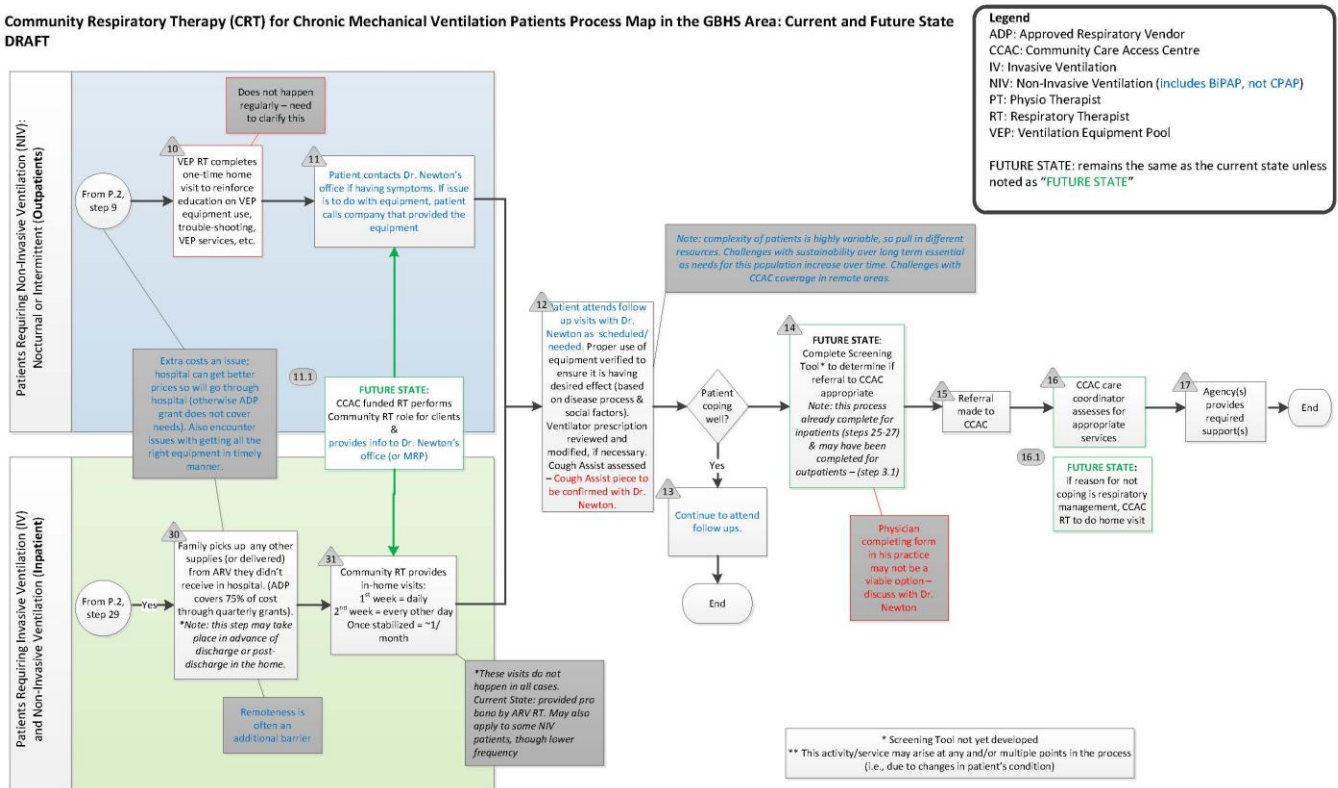 Community Respiratory Therapy (CRT) for Chronic Mechanical Ventilation Patients Process Map in the GBHS Area: Current and Future State
DRAFT
Legend
ADP: Approved Respiratory Vendor
CCAC: Community Care Access Centre
IV: Invasive Ventilation
NIV: Non-Invasive Ventilation (includes BiPAP, not CPAP)
PT: Physio Therapist
RT: Respiratory Therapist
VEP: Ventilation Equipment Pool
FUTURE STATE: remains the same as the current state unless
noted as “FUTURE STATE”
Patients Requiring Non-Invasive Ventilation (NIV):
Nocturnal or Intermittent (Outpatients)
From P.2,
step 9
Does not happen
regularly – need
to clarify this
10
VEP RT completes
one-time home
visit to reinforce
education on VEP
equipment use,
trouble-shooting,
VEP services, etc.
11
Patient contacts Dr. Newton’s
office if having symptoms. If issue
is to do with equipment, patient
calls company that provided the
equipment
Extra costs an issue;
hospital can get better
prices so will go through
hospital (otherwise ADP
grant does not cover
needs). Also encounter
issues with getting all the
right equipment in timely
manner.
11.1
FUTURE STATE:
CCAC funded RT performs
Community RT role for clients
&
provides info to Dr. Newton’s
office (or MRP)
Note: complexity of patients is highly variable, so pull in different
resources. Challenges with sustainability over long term essential
as needs for this population increase over time. Challenges with
CCAC coverage in remote areas.
12
Patient attends follow
up visits with Dr.
Newton as scheduled/
needed. Proper use of
equipment verified to
ensure it is having
desired effect (based
on disease process &
social factors).
Ventilator prescription
reviewed and
modified, if necessary.
Cough Assist assessed
– Cough Assist piece to
be confirmed with Dr.
Newton.
Patient
coping
well?
Yes
13
Continue to attend
follow ups.
End
14
FUTURE STATE:
Complete Screening
Tool* to determine if
referral to CCAC
appropriate
Note: this process
already complete for
inpatients (steps 25-27)
& may have been
completed for
outpatients – (step 3.1)
Physician
completing form
in his practice
may not be a
viable option –
discuss with Dr.
Newton
15
Referral
made to
CCAC
16
CCAC care
coordinator
assesses for
appropriate
services
16.1
FUTURE STATE:
if reason for not
coping is respiratory
management, CCAC
RT to do home visit
17
Agency(s)
provides
required
support(s)
End
Patients Requiring Invasive Ventilation (IV)
and Non-Invasive Ventilation (Inpatient)
From P.2,
step 29
Yes
30
Family picks up any other
supplies (or delivered)
from ARV they didn’t
receive in hospital. (ADP
covers 75% of cost
through quarterly grants).
*Note: this step may take
place in advance of
discharge or post-
discharge in the home.
Remoteness is
often an
additional barrier
31
Community RT provides
in-home visits:
1st week = daily
2nd week = every other day
Once stabilized = ~1/
month
*These visits do not
happen in all cases.
Current State: provided pro
bono by ARV RT. May also
apply to some NIV
patients, though lower
frequency
* Screening Tool not yet developed
** This activity/service may arise at any and/or multiple points in the process
(i.e., due to changes in patient’s condition)